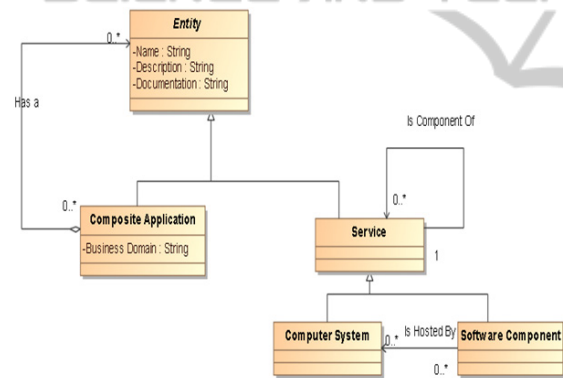 Entity
-Name : String
-Description : String
-Documentation : String
0..*
Has a
0..*
Composite Application
-Business Domain : String
Is Component Of
0..*
Service
1
Computer System
0..*
Is Hosted By
Software Component
0..*